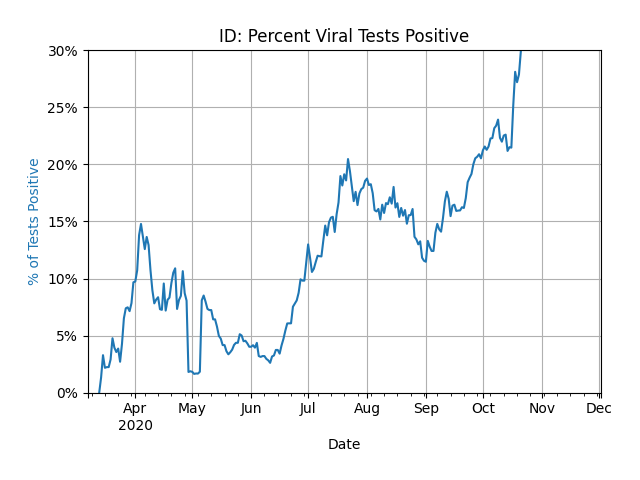 ID: Percent Viral Tests Positive
30%
25%
20%
15%
10%
5%
0%
% of Tests Positive
Apr May Jun Jul Aug Sep Oct Nov Dec
2020
Date